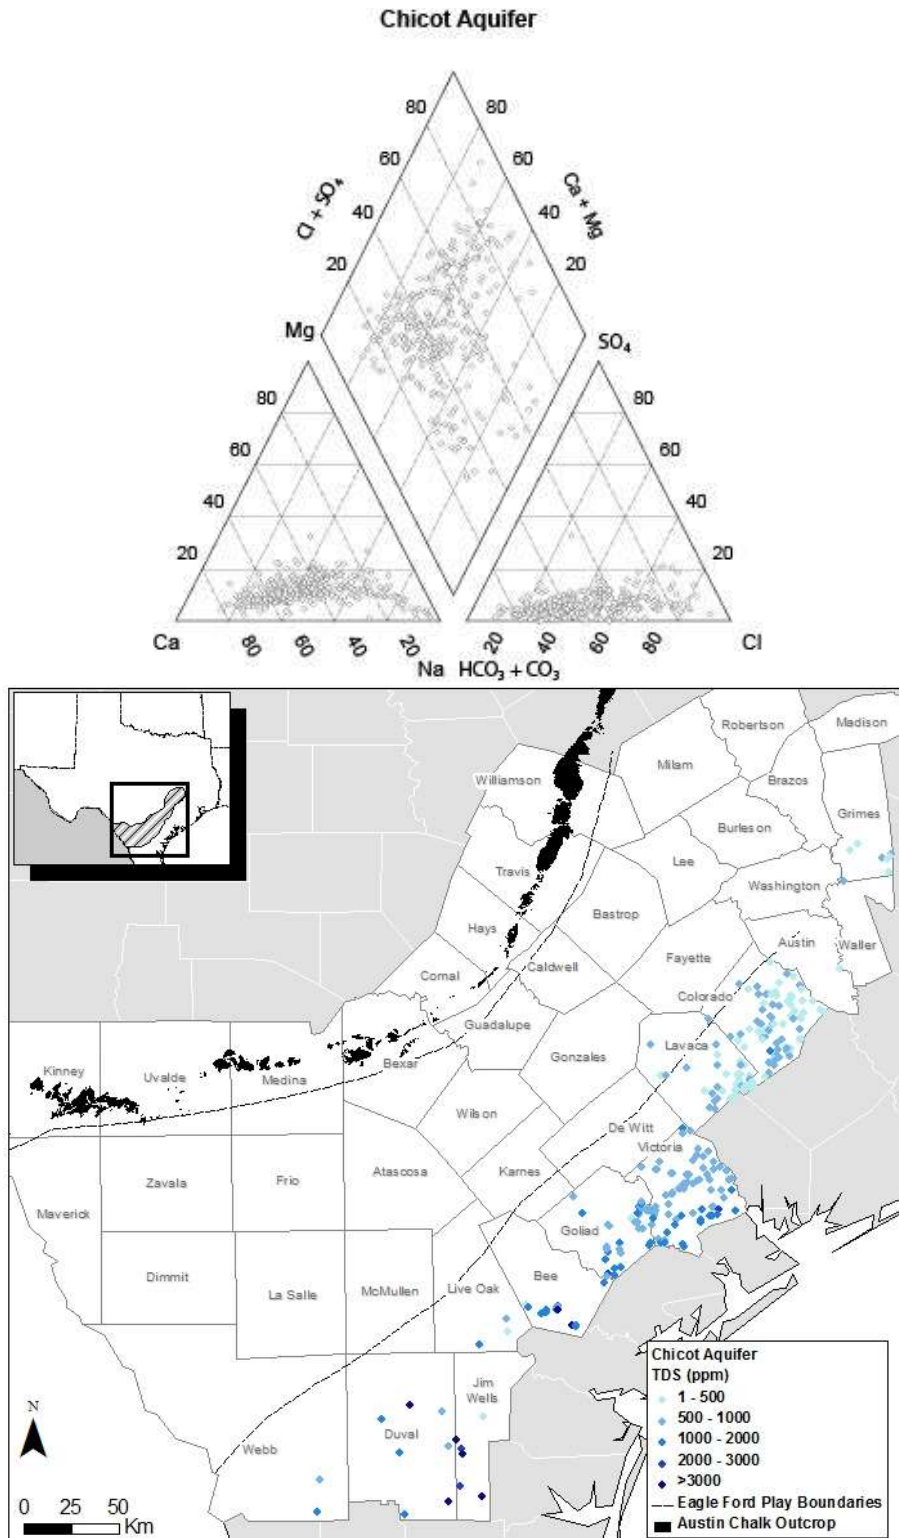 Chicot Aquifer
80 80
60 60
Cl + SO₄ Ca + Mg
40 40
20 20
Mg SO₄
80 80
60 60
40 40
20 20
Ca 80 60 40 20 20 40 60 80 Cl
Na HCO₃ + CO₃
Robertson
Madison
Milam
Williamson
Brazos
Grimes
Burleson
Lee
Travis
Washington
Bastrop
Hays
Austin
Waller
Fayette
Comal
Caldwell
Colorado
Guadalupe
Lavaca
Gonzales
Bexar
Kinney
Uvalde
Medina
Wilson
De Witt
Victoria
Atascosa
Karnes
Zavala
Frio
Maverick
Goliad
Dimmit
Bee
La Salle
McMullen
Live Oak
Jim
Wells
Duval
Webb
N
0 25 50
Km
Chicot Aquifer
TDS (ppm)
1 - 500
500 - 1000
1000 - 2000
2000 - 3000
>3000
Eagle Ford Play Boundaries
Austin Chalk Outcrop